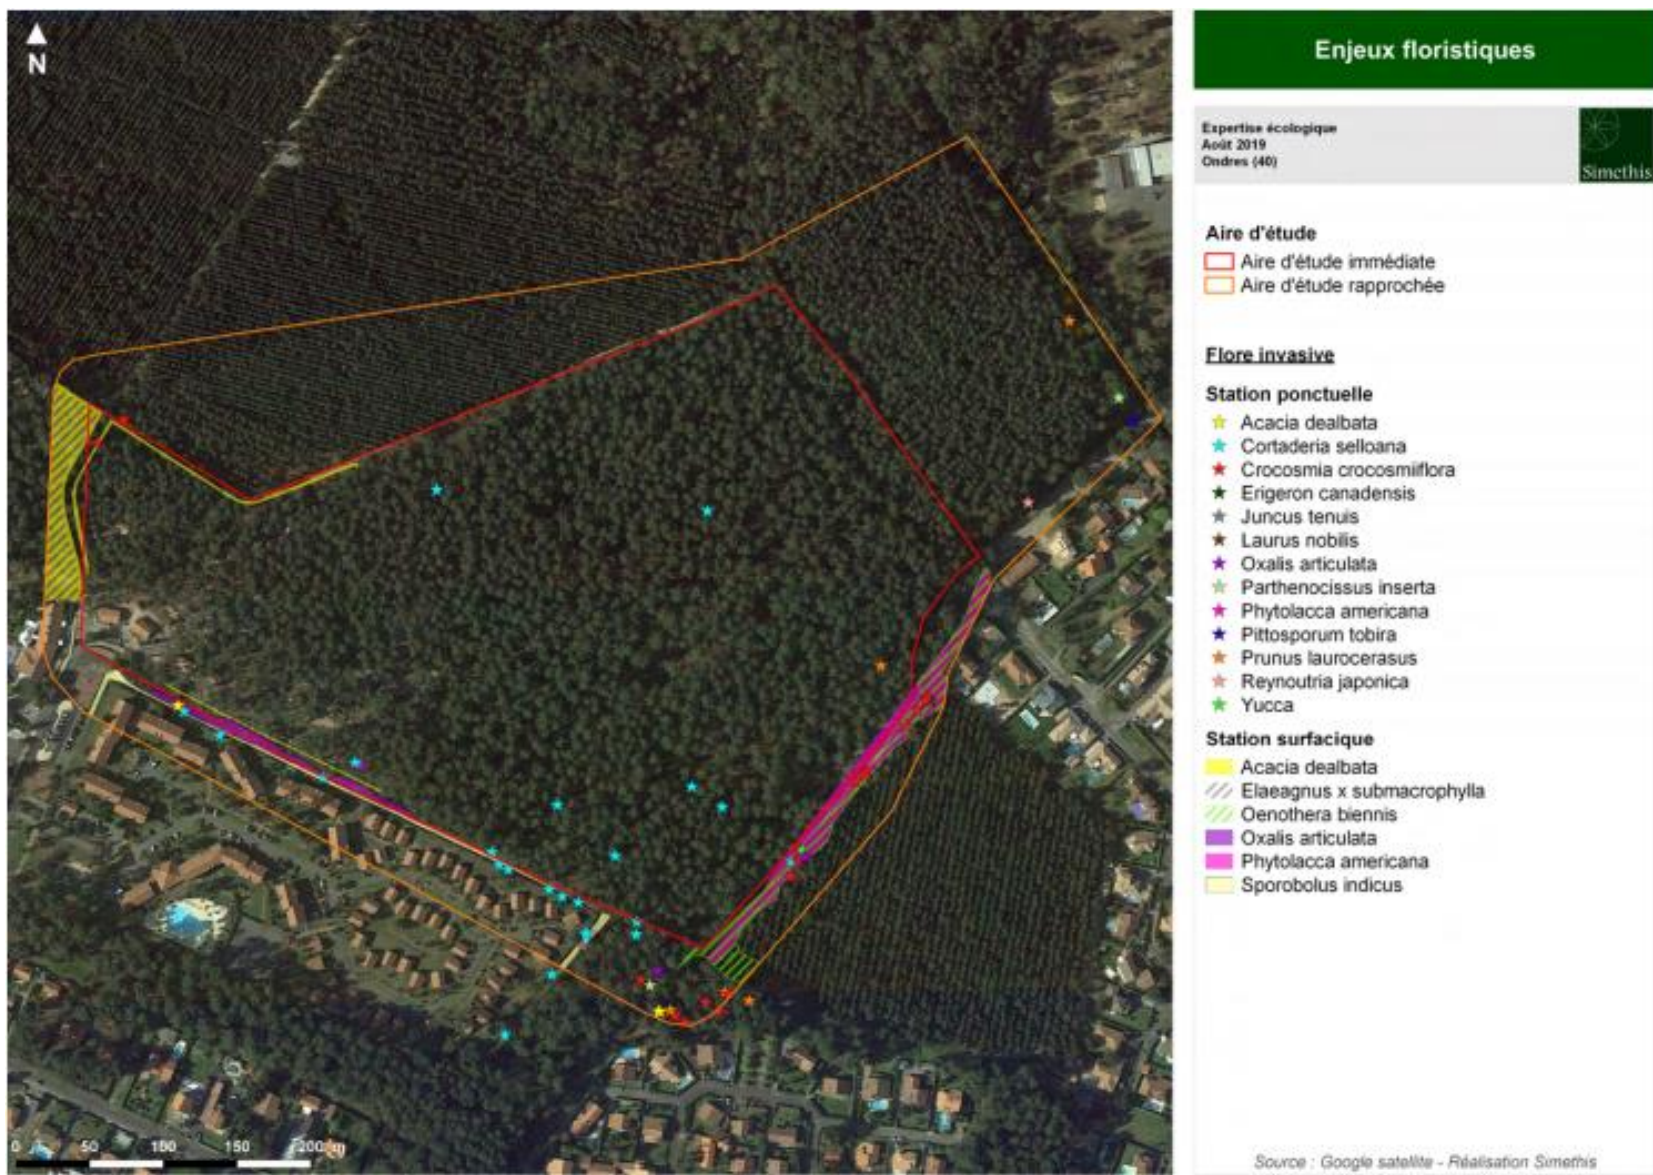 N
Enjeux floristiques
Expertise écologique
Août 2019
Ondres (40)
Simethis
Aire d'étude
Aire d'étude immédiate
Aire d'étude rapprochée
Flore invasive
Station ponctuelle
Acacia dealbata
Cortaderia selloana
Crocosmia crocosmiiflora
Erigeron canadensis
Juncus tenuis
Laurus nobilis
Oxalis articulata
Parthenocissus inserta
Phytolacca americana
Pittosporum tobira
Prunus laurocerasus
Reynoutria japonica
Yucca
Station surfacique
Acacia dealbata
Elaeagnus x submacrophylla
Oenothera biennis
Oxalis articulata
Phytolacca americana
Sporobolus indicus
0 50 100 150 200 m
Source : Google satellite - Réalisation Simethis